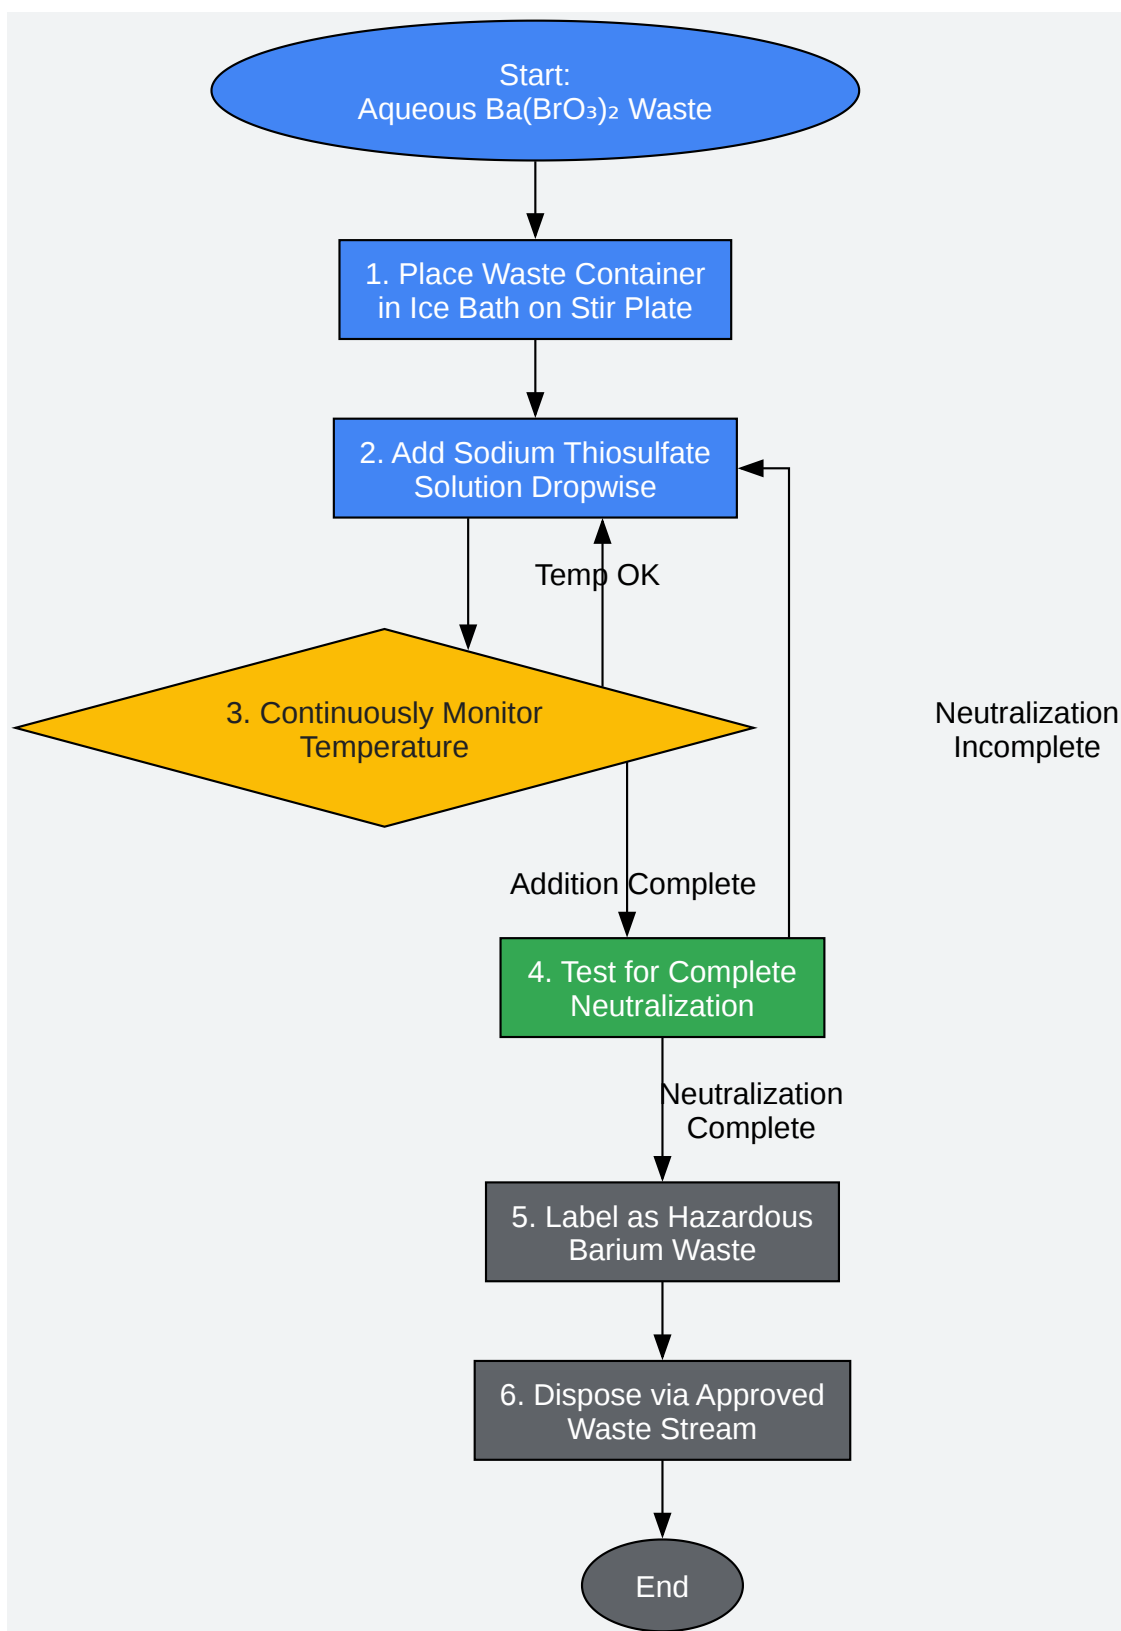 Start:
Aqueous Ba(BrO₃)₂ Waste
1. Place Waste Container
in Ice Bath on Stir Plate
2. Add Sodium Thiosulfate
Solution Dropwise
Temp OK
3. Continuously Monitor
Temperature
Neutralization
Incomplete
Addition Complete
4. Test for Complete
Neutralization
Neutralization
Complete
5. Label as Hazardous
Barium Waste
6. Dispose via Approved
Waste Stream
End